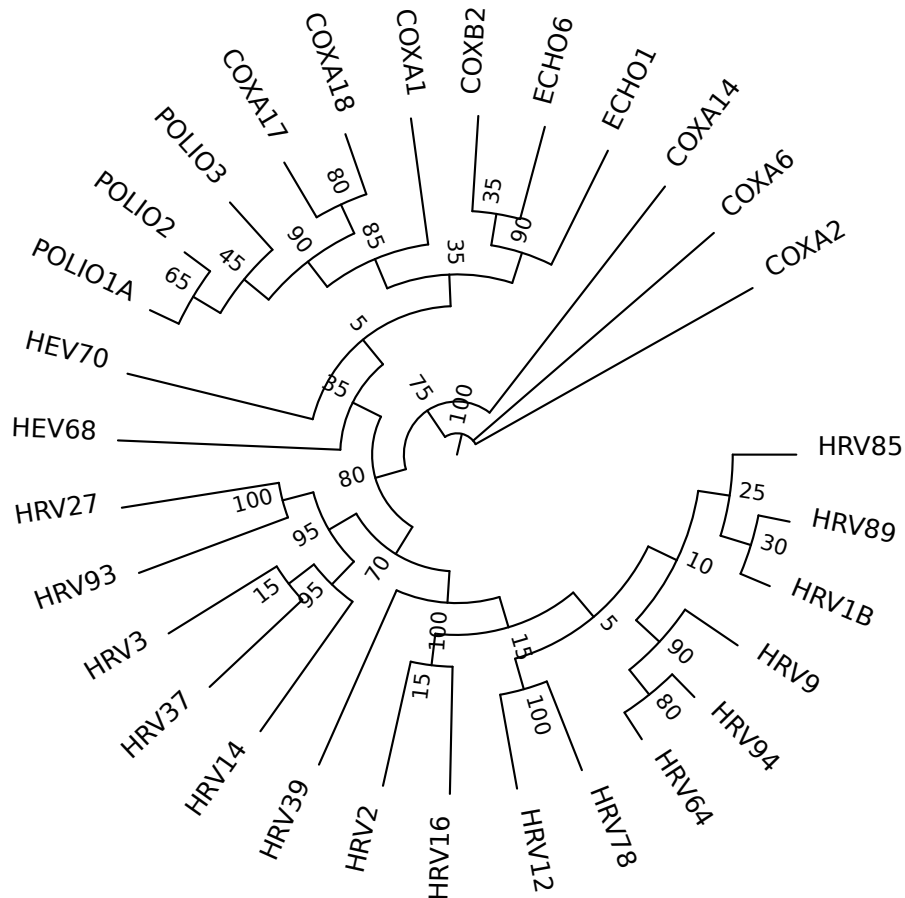 COXB2
ECHO6
COXA1
COXA18
ECHO1
COXA17
COXA14
POLIO3
COXA6
POLIO2
COXA2
POLIO1A
HEV70
HEV68
HRV27
HRV93
HRV3
HRV37
HRV14
HRV39
HRV2
HRV16
HRV12
HRV78
HRV64
HRV94
HRV9
HRV1B
HRV89
HRV85
80
35
90
85
90
35
45
65
5
35
75
100
80
100
95
70
15
95
100
15
15
100
5
10
25
30
90
80